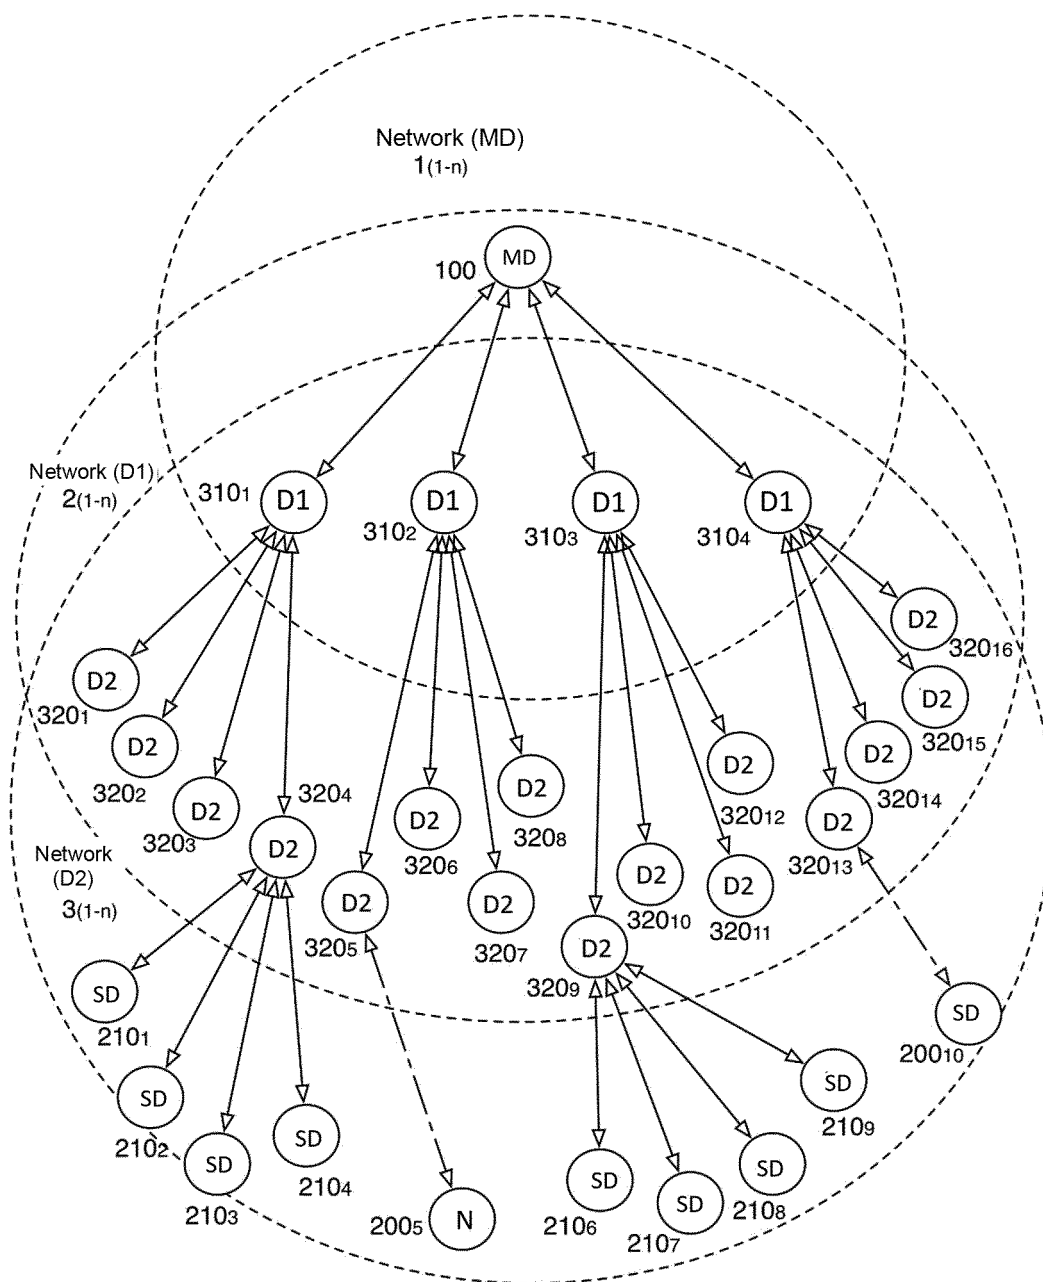 Network (MD)
1(1-n)
MD
100
Network (D1)
2(1-n)
3101
D1
D1
D1
D1
3102
3103
3104
D2
32016
D2
3201
D2
32015
D2
3202
D2
32014
D2
32012
D2
3208
D2
3203
3204
D2
3206
D2
32013
D2
Network
(D2)
3(1-n)
D2
32010
D2
32011
D2
3205
D2
3207
D2
3209
SD
2101
SD
20010
SD
2102
SD
2109
SD
2104
SD
2103
SD
2108
SD
2106
SD
2107
2005
N